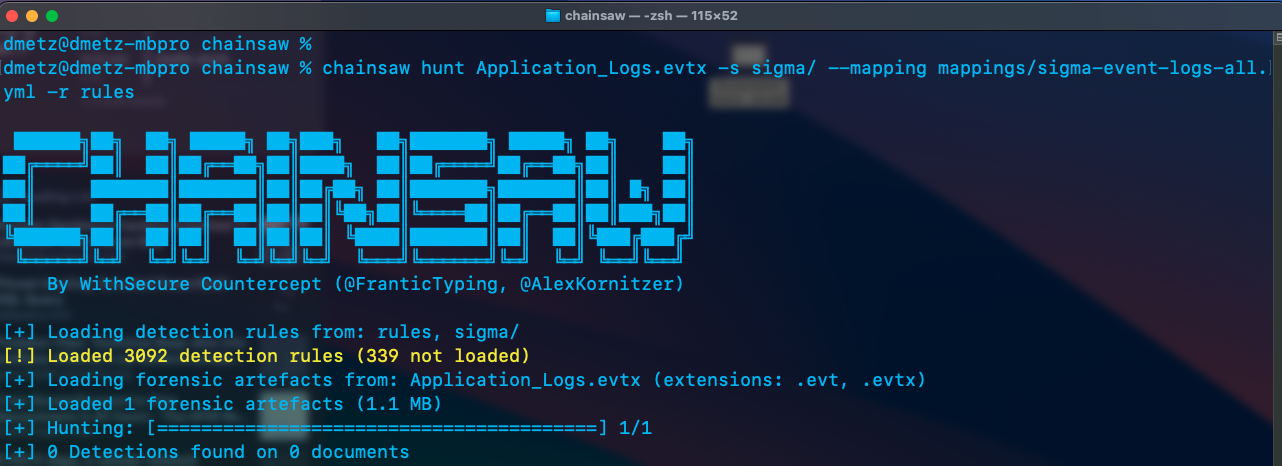 chainsaw — -zsh — 115×52
dmetz@dmetz-mbpro chainsaw %
dmetz@dmetz-mbpro chainsaw % chainsaw hunt Application_Logs.evtx -s sigma/ --mapping mappings/sigma-event-logs-all.
yml -r rules
CHAINSAW
By WithSecure Countercept (@FranticTyping, @AlexKornitzer)
[+] Loading detection rules from: rules, sigma/
[!] Loaded 3092 detection rules (339 not loaded)
[+] Loading forensic artefacts from: Application_Logs.evtx (extensions: .evt, .evtx)
[+] Loaded 1 forensic artefacts (1.1 MB)
[+] Hunting: [========================================] 1/1
[+] 0 Detections found on 0 documents